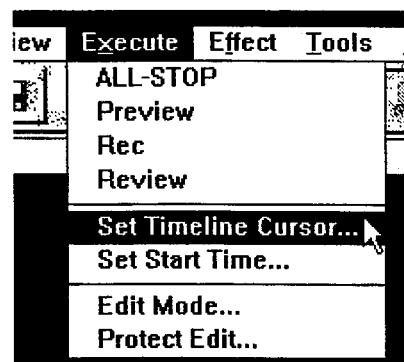 iew Execute Effect Tools
ALL-STOP
Preview
Rec
Review
Set Timeline Cursor...
Set Start Time...
Edit Mode...
Protect Edit...